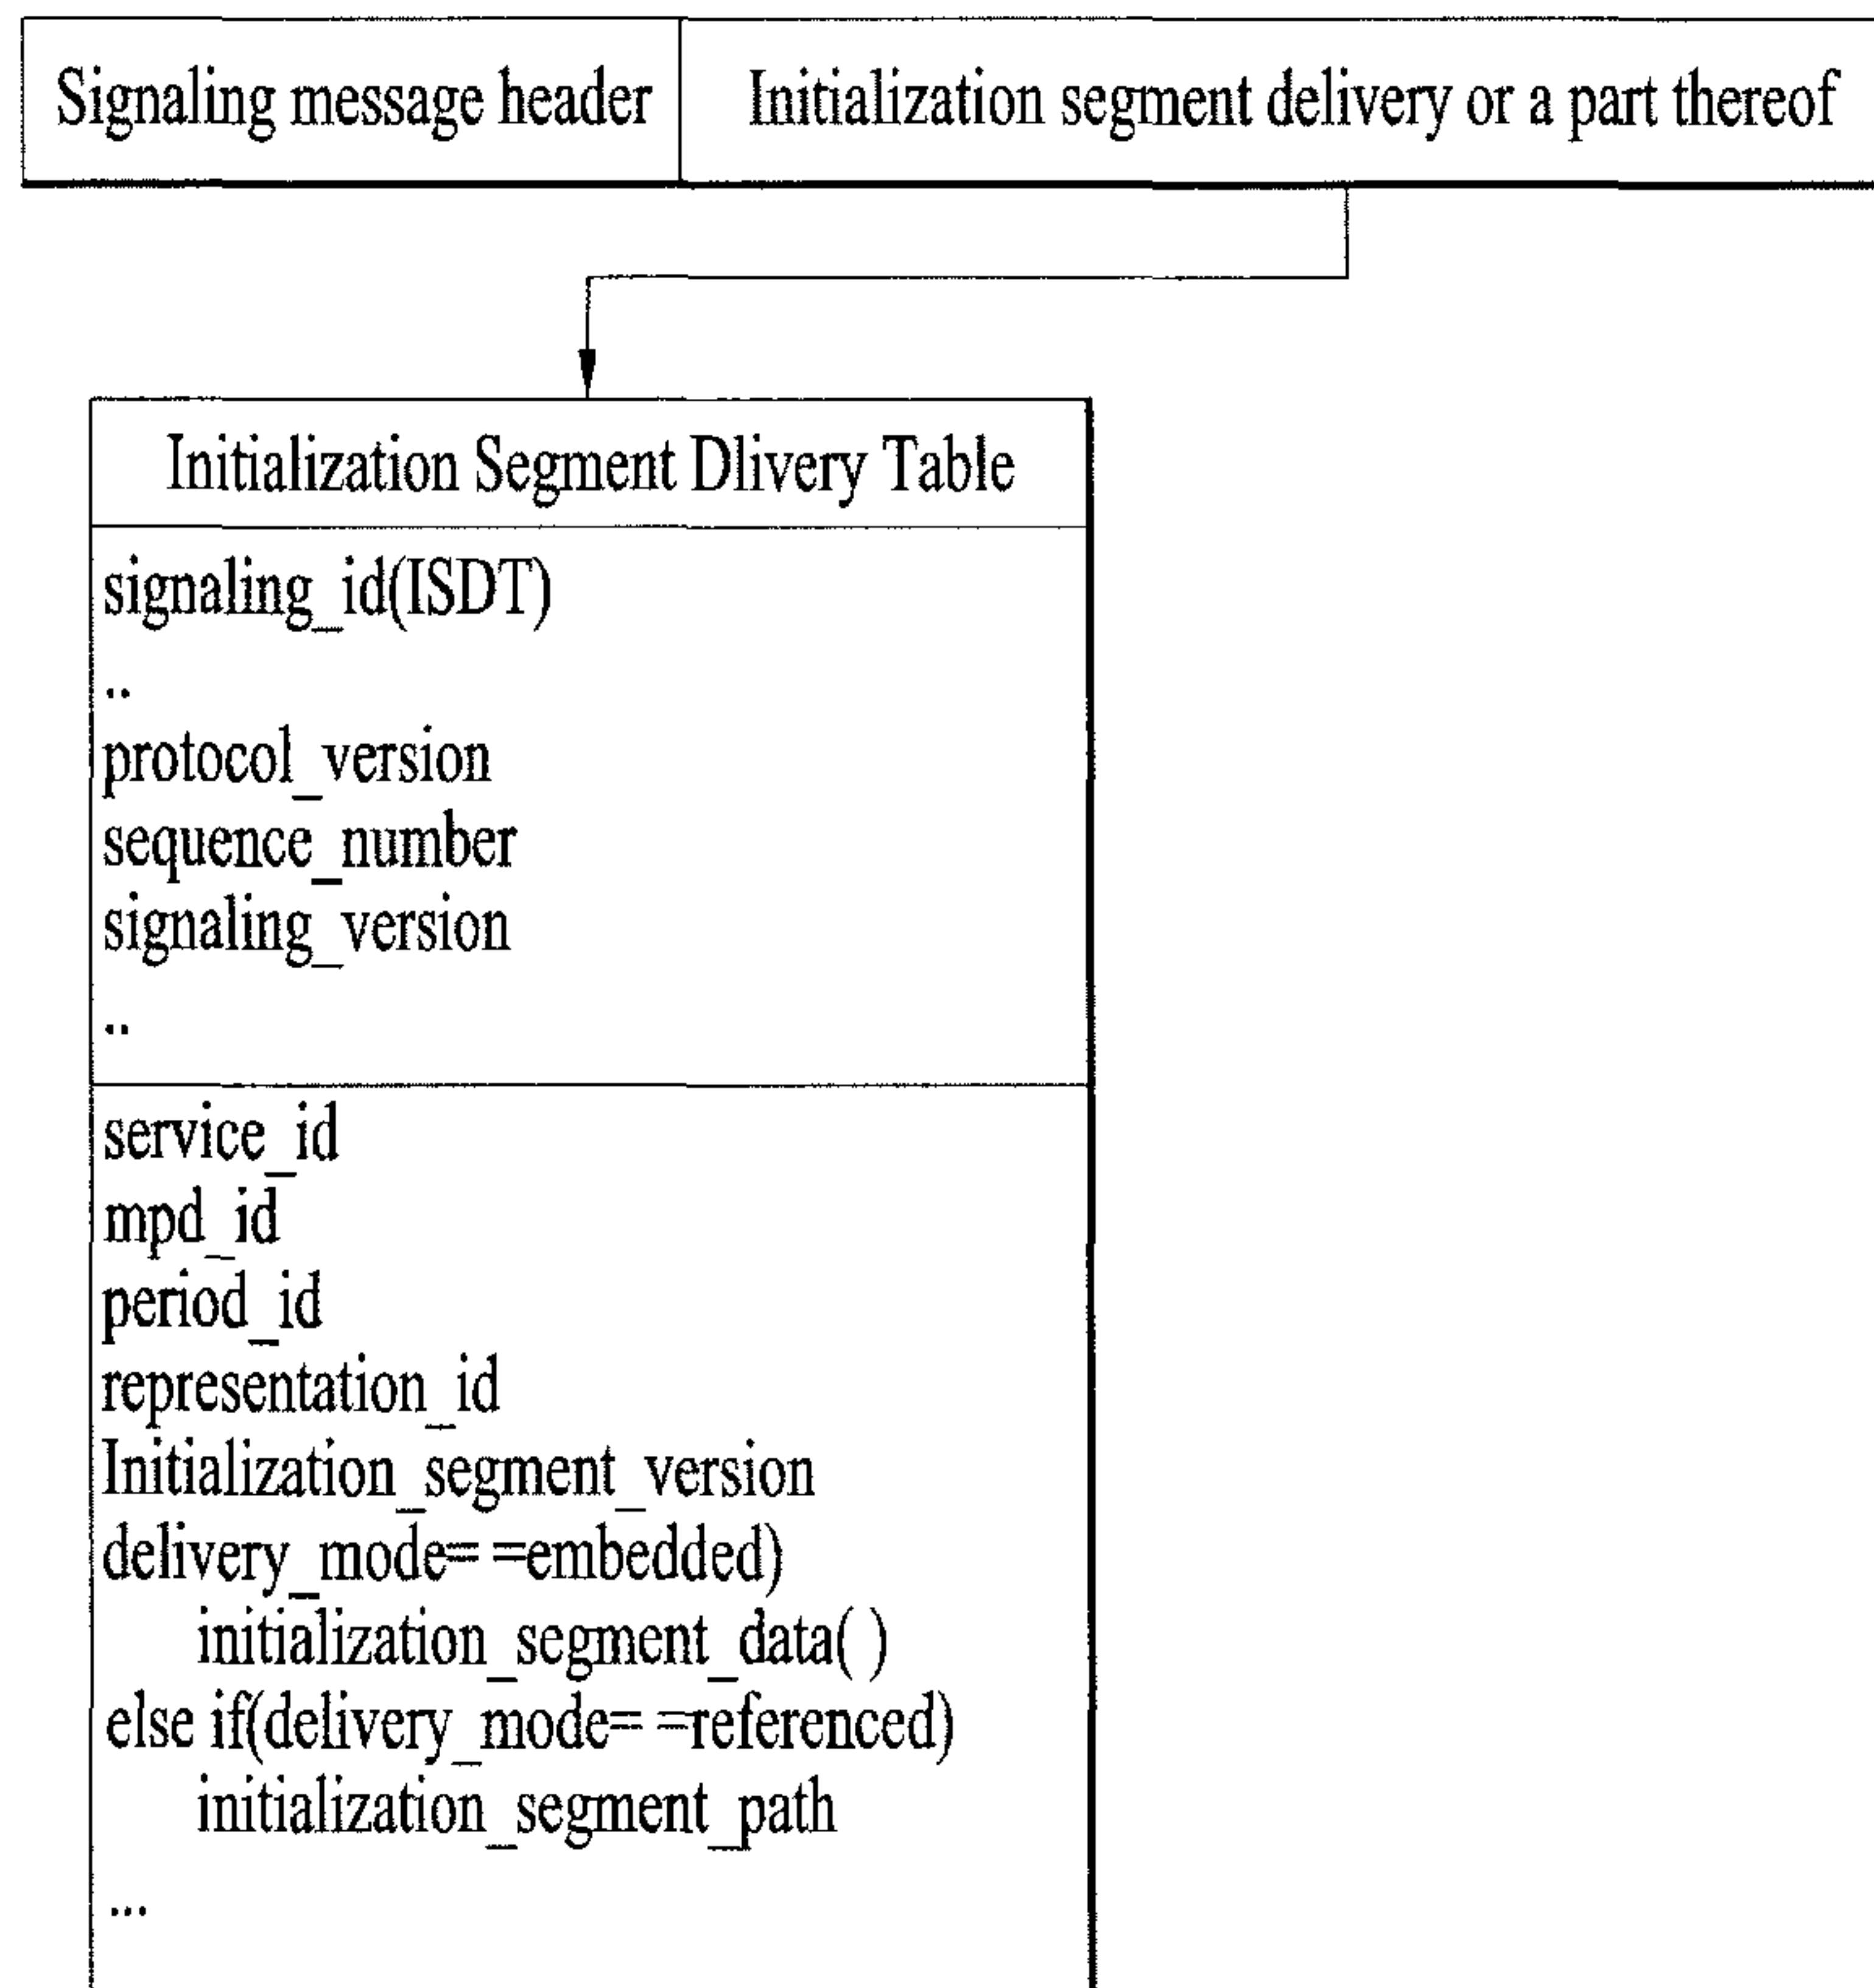 Signaling message header
Initialization segment delivery or a part thereof
Initialization Segment Dlivery Table
signaling_id(ISDT)
..
protocol_version
sequence_number
signaling_version
..
service_id
mpd_id
period_id
representation_id
Initialization_segment_version
delivery_mode= =embedded)
initialization_segment_data( )
else if(delivery_mode= =referenced)
initialization_segment_path
...